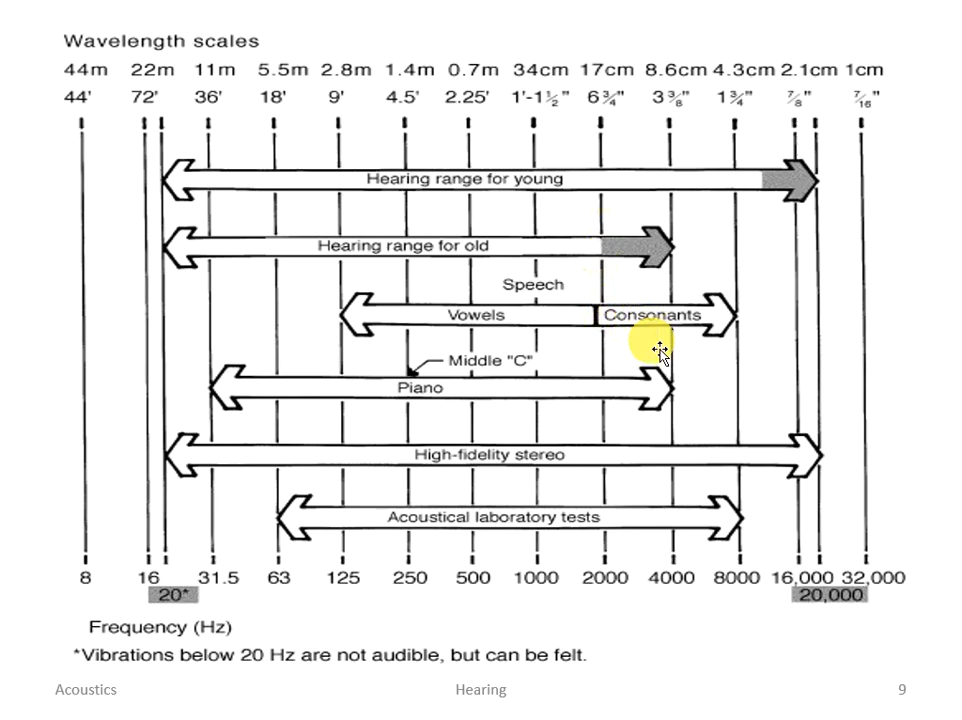 Wavelength scales
44m 22m 11m 5.5m 2.8m 1.4m 0.7m 34cm 17cm 8.6cm 4.3cm 2.1cm 1cm
44' 72' 36' 18' 9' 4.5' 2.25' 1'-1½" 6¾" 3⅜" 1¾" ⅞" 7/16"
Hearing range for young
Hearing range for old
Speech
Vowels Consonants
Middle "C"
Piano
High-fidelity stereo
Acoustical laboratory tests
8 16 31.5 63 125 250 500 1000 2000 4000 8000 16,000 32,000
20* 20,000
Frequency (Hz)
*Vibrations below 20 Hz are not audible, but can be felt.
Acoustics Hearing 9